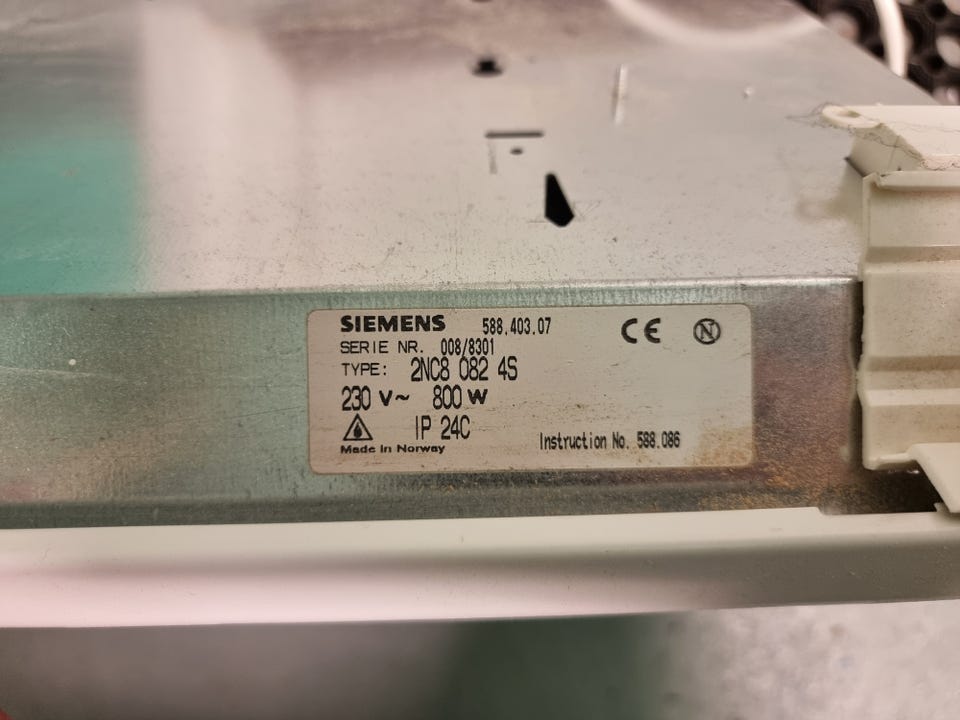 SIEMENS 588.403.07 CE N
SERIE NR. 008/8301
TYPE: 2NC8 082 4S
230 V~ 800 W
IP 24C
Made in Norway Instruction No. 588.086